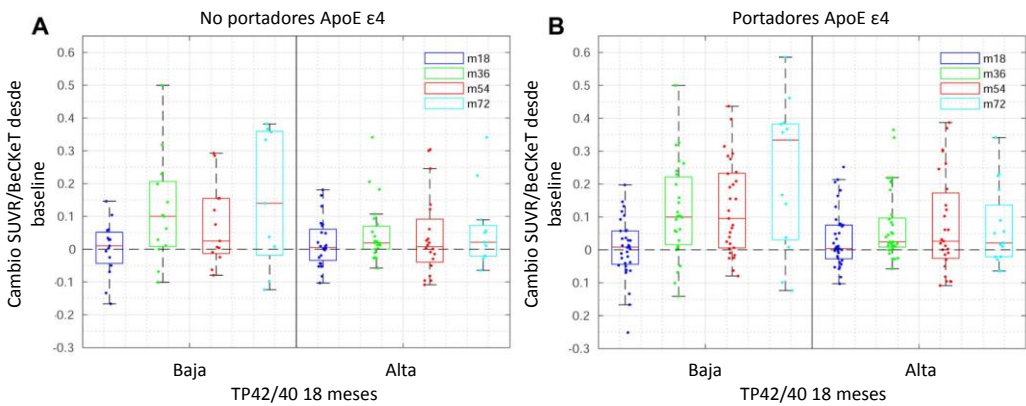 A
No portadores ApoE ε4
Cambio SUVR/BeCKeT desde
baseline
0.6
0.5
0.4
0.3
0.2
0.1
0
0.1
-0.2
-0.3
m18
m36
m54
m72
Baja
Alta
TP42/40 18 meses
B
Portadores ApoE ε4
Cambio SUVR/BeCKeT desde
baseline
0.6
0.5
0.4
0.3
0.2
0.1
0
0.1
-0.2
-0.3
m18
m36
m54
m72
Baja
Alta
TP42/40 18 meses